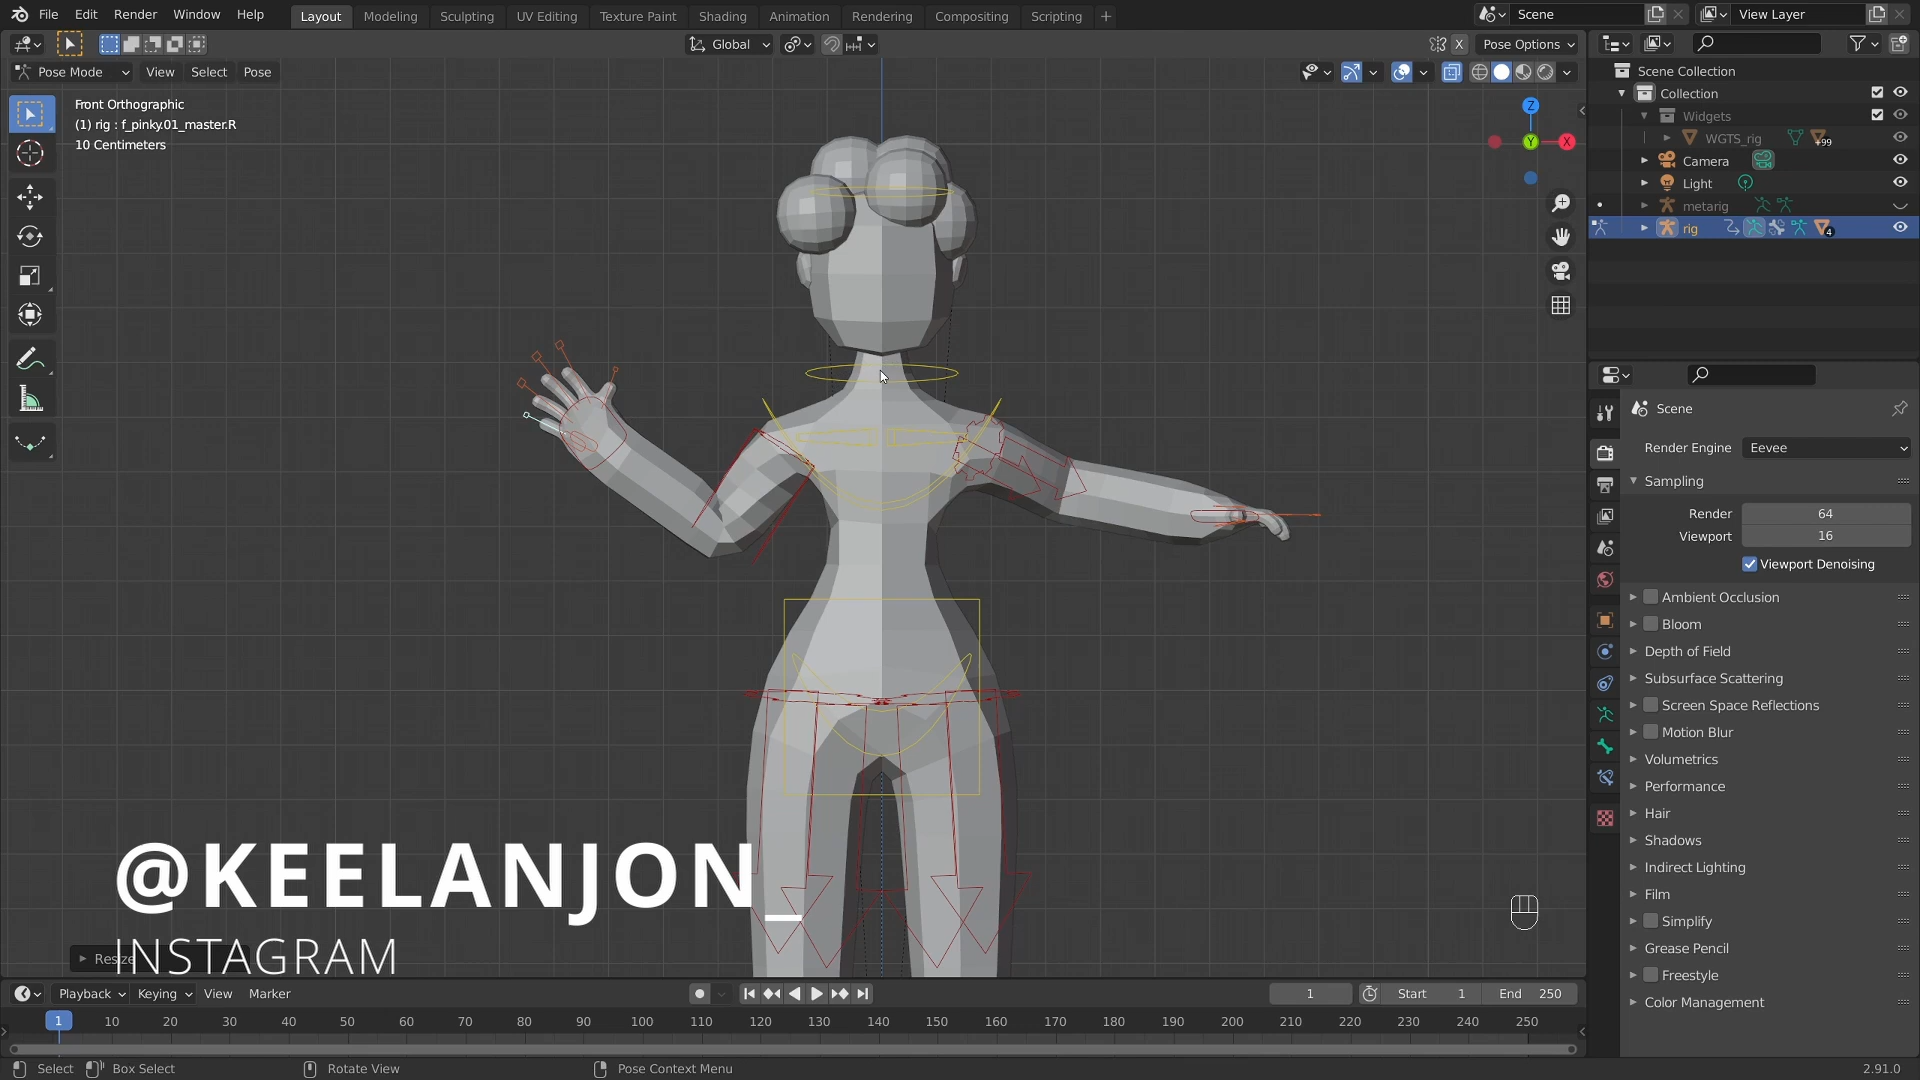 File Edit Render Window Help Layout Modeling Sculpting UV Editing Texture Paint Shading Animation Rendering Compositing Scripting + Scene View Layer
Global X Pose Options
Pose Mode View Select Pose
Front Orthographic
(1) rig : f_pinky.01_master.R
10 Centimeters
Z
Y
X
Scene Collection
Collection
Widgets
WGTS_rig +99
Camera
Light
metarig
rig 4
Scene
Render Engine Eevee
Sampling
Render 64
Viewport 16
Viewport Denoising
Ambient Occlusion
Bloom
Depth of Field
Subsurface Scattering
Screen Space Reflections
Motion Blur
Volumetrics
Performance
Hair
Shadows
Indirect Lighting
Film
Simplify
Grease Pencil
Freestyle
Color Management
@KEELANJON_
INSTAGRAM
Resize
Playback Keying View Marker 1 Start 1 End 250
1 10 20 30 40 50 60 70 80 90 100 110 120 130 140 150 160 170 180 190 200 210 220 230 240 250
Select Box Select Rotate View Pose Context Menu 2.91.0